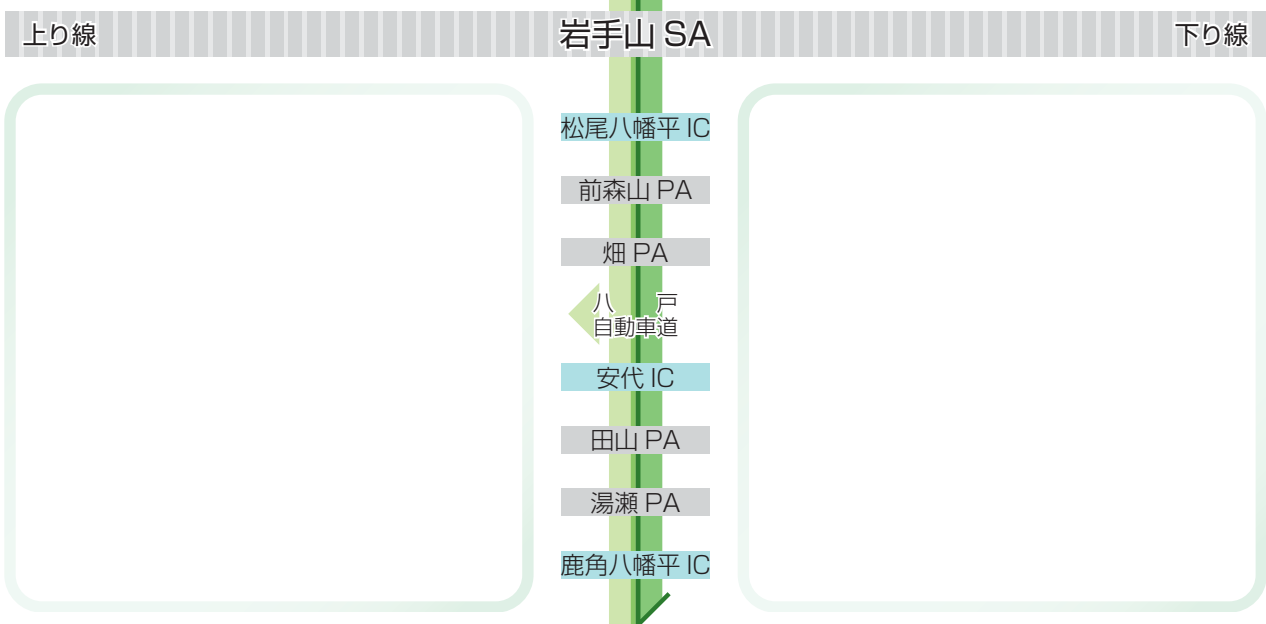 上り線
岩手山 SA
下り線
松尾八幡平 IC
前森山 PA
畑 PA
八 戸
自動車道
安代 IC
田山 PA
湯瀬 PA
鹿角八幡平 IC